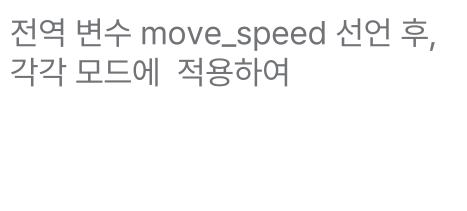 전역 변수 move_speed 선언 후,
각각 모드에  적용하여